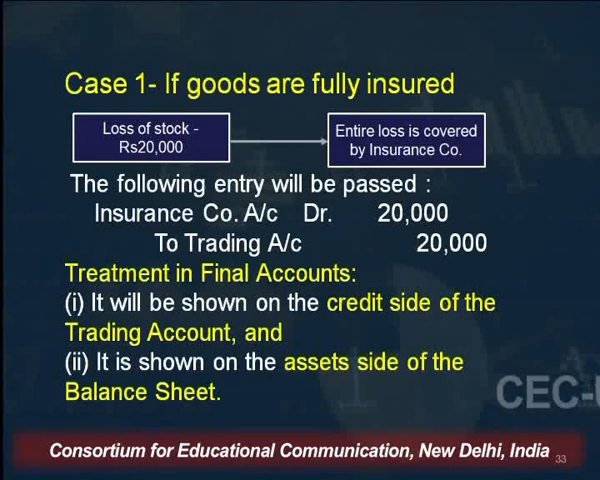 Case 1- If goods are fully insured
Loss of stock -
Rs20,000
Entire loss is covered
by Insurance Co.
The following entry will be passed :
Insurance Co. A/c Dr. 20,000
To Trading A/c 20,000
Treatment in Final Accounts:
(i) It will be shown on the credit side of the
Trading Account, and
(ii) It is shown on the assets side of the
Balance Sheet.
CEC-U
Consortium for Educational Communication, New Delhi, India
33